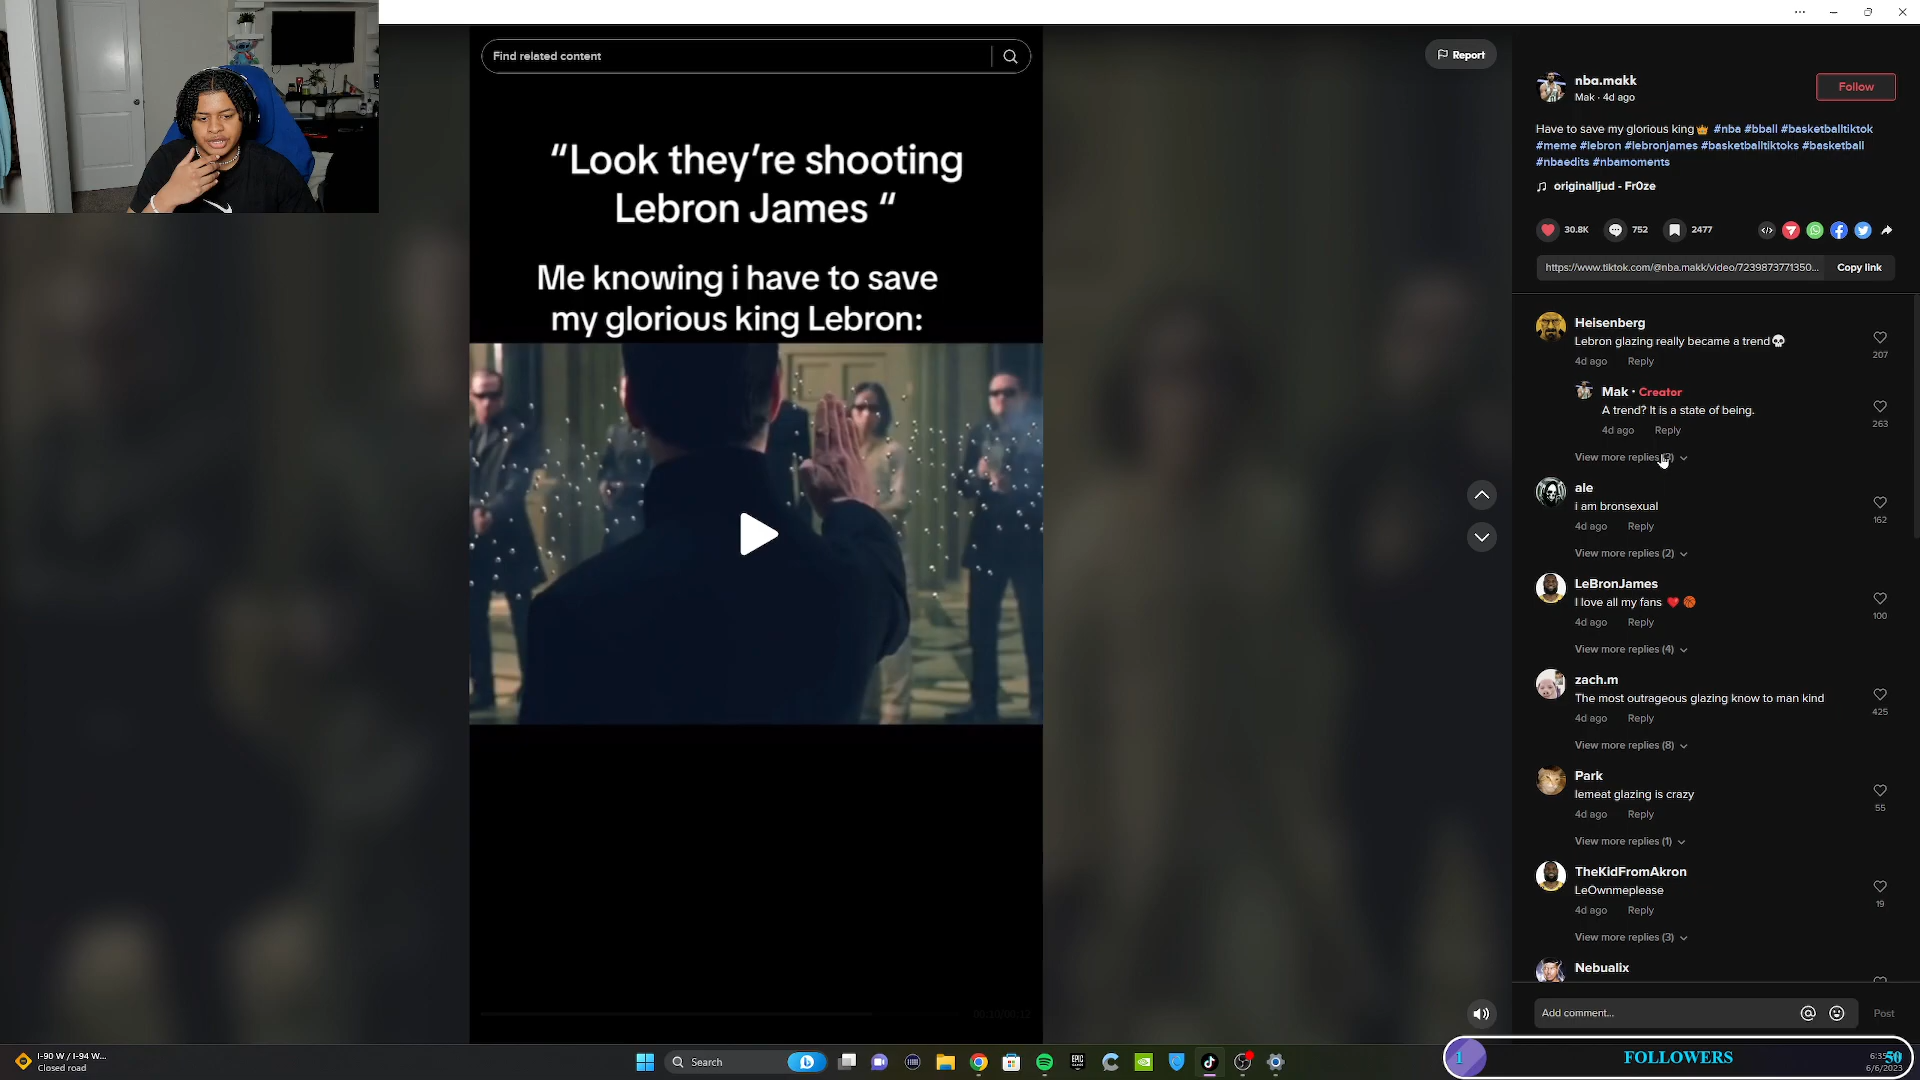 Find related content
Report
"Look they're shooting
Lebron James "
Me knowing i have to save
my glorious king Lebron:
nba.makk
Mak · 4d ago
Follow
Have to save my glorious king #nba #bball #basketballtiktok
#meme #lebron #lebronjames #basketballtiktoks #basketball
#nbaedits #nbamoments
originalljud - Fr0ze
30.8K
752
2477
https://www.tiktok.com/@nba.makk/video/7239873771350...
Copy link
Heisenberg
Lebron glazing really became a trend
4d ago Reply
207
Mak · Creator
A trend? It is a state of being.
4d ago Reply
263
View more replies
ale
i am bronsexual
4d ago Reply
162
View more replies (2)
LeBronJames
I love all my fans
4d ago Reply
100
View more replies (4)
zach.m
The most outrageous glazing know to man kind
4d ago Reply
425
View more replies (8)
Park
lemeat glazing is crazy
4d ago Reply
55
View more replies (1)
TheKidFromAkron
LeOwnmeplease
4d ago Reply
19
View more replies (3)
Nebualix
Add comment...
Post
I-90 W / I-94 W...
Closed road
Search
EPIC
1
FOLLOWERS
50
6/6/2023